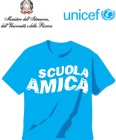 Ministero dell'Istruzione,
dell'Università e della Ricerca
unicef
SCUOLA
AMICA